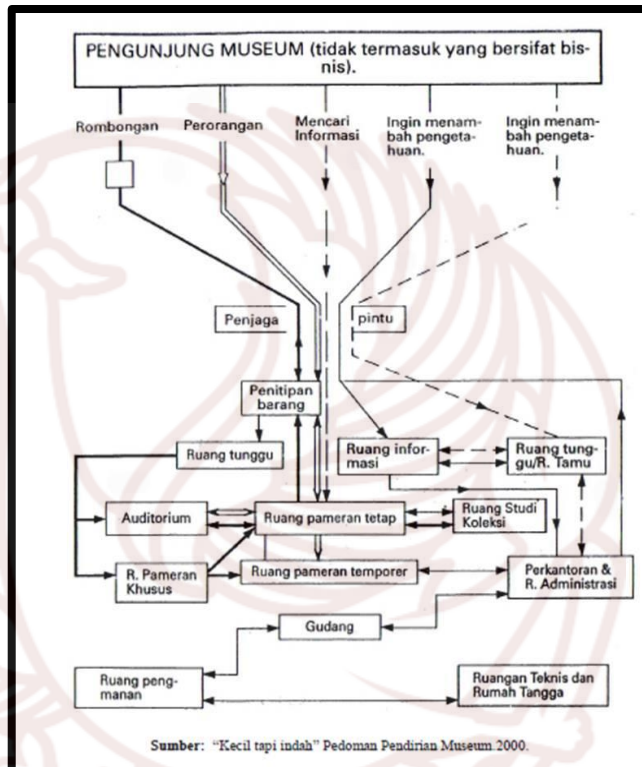 PENGUNJUNG MUSEUM (tidak termasuk yang bersifat bis-
nis).
Rombongan
Perorangan
Mencari
Informasi
Ingin menam-
bah pengeta-
huan.
Ingin menam-
bah pengeta-
huan.
Penjaga
pintu
Penitipan
barang
Ruang tunggu
Ruang infor-
masi
Ruang tung-
gu/R. Tamu
Auditorium
Ruang pameran tetap
Ruang Studi
Koleksi
R. Pameran
Khusus
Ruang pameran temporer
Perkantoran &
R. Administrasi
Gudang
Ruang peng-
manan
Ruangan Teknis dan
Rumah Tangga
Sumber: "Kecil tapi indah" Pedoman Pendirian Museum.2000.